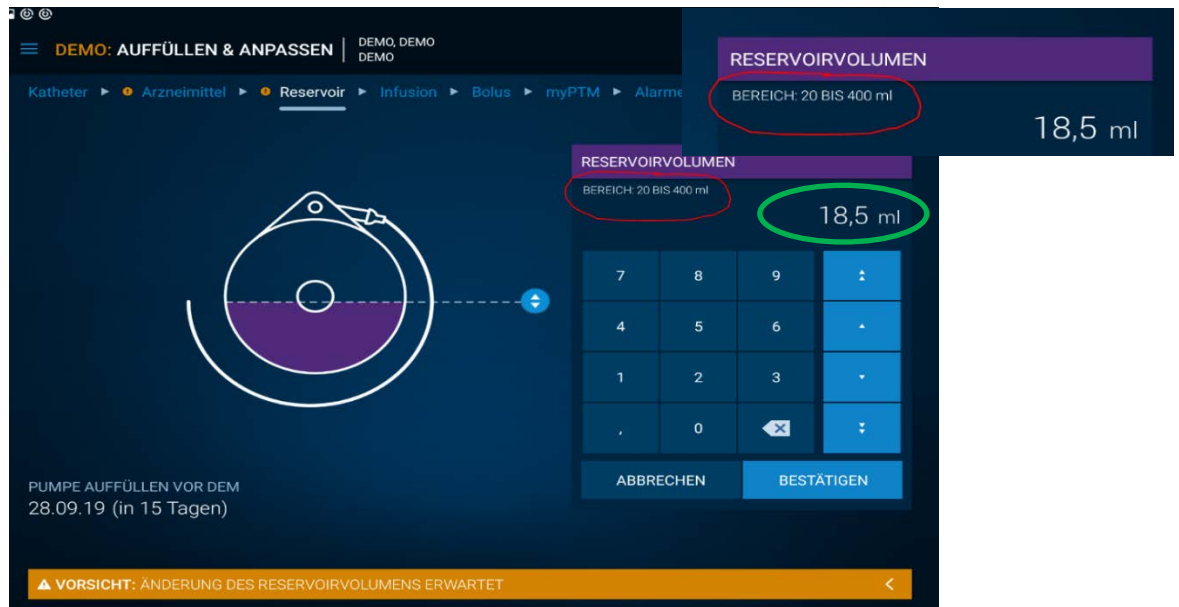 DEMO: AUFFÜLLEN & ANPASSEN
DEMO, DEMO
DEMO
Katheter ► Arzneimittel ► Reservoir ► Infusion ► Bolus ► myPTM ► Alarme
RESERVOIRVOLUMEN
BEREICH: 20 BIS 400 ml
18,5 ml
RESERVOIRVOLUMEN
BEREICH: 20 BIS 400 ml
18,5 ml
7 8 9
4 5 6
1 2 3
, 0
ABBRECHEN BESTÄTIGEN
PUMPE AUFFÜLLEN VOR DEM
28.09.19 (in 15 Tagen)
VORSICHT: ÄNDERUNG DES RESERVOIRVOLUMENS ERWARTET